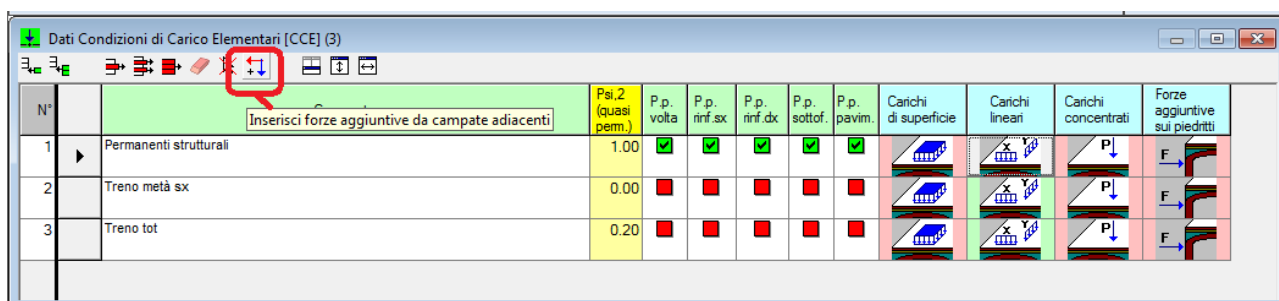 Dati Condizioni di Carico Elementari [CCE] (3)
N°
Inserisci forze aggiuntive da campate adiacenti
Psi,2
(quasi
perm.)
P.p.
volta
P.p.
rinf.sx
P.p.
rinf.dx
P.p.
sottof.
P.p.
pavim.
Carichi
di superficie
Carichi
lineari
Carichi
concentrati
Forze
aggiuntive
sui piedritti
1
Permanenti strutturali
1.00
X
Y
P
F
2
Treno metà sx
0.00
X
Y
P
F
3
Treno tot
0.20
X
Y
P
F